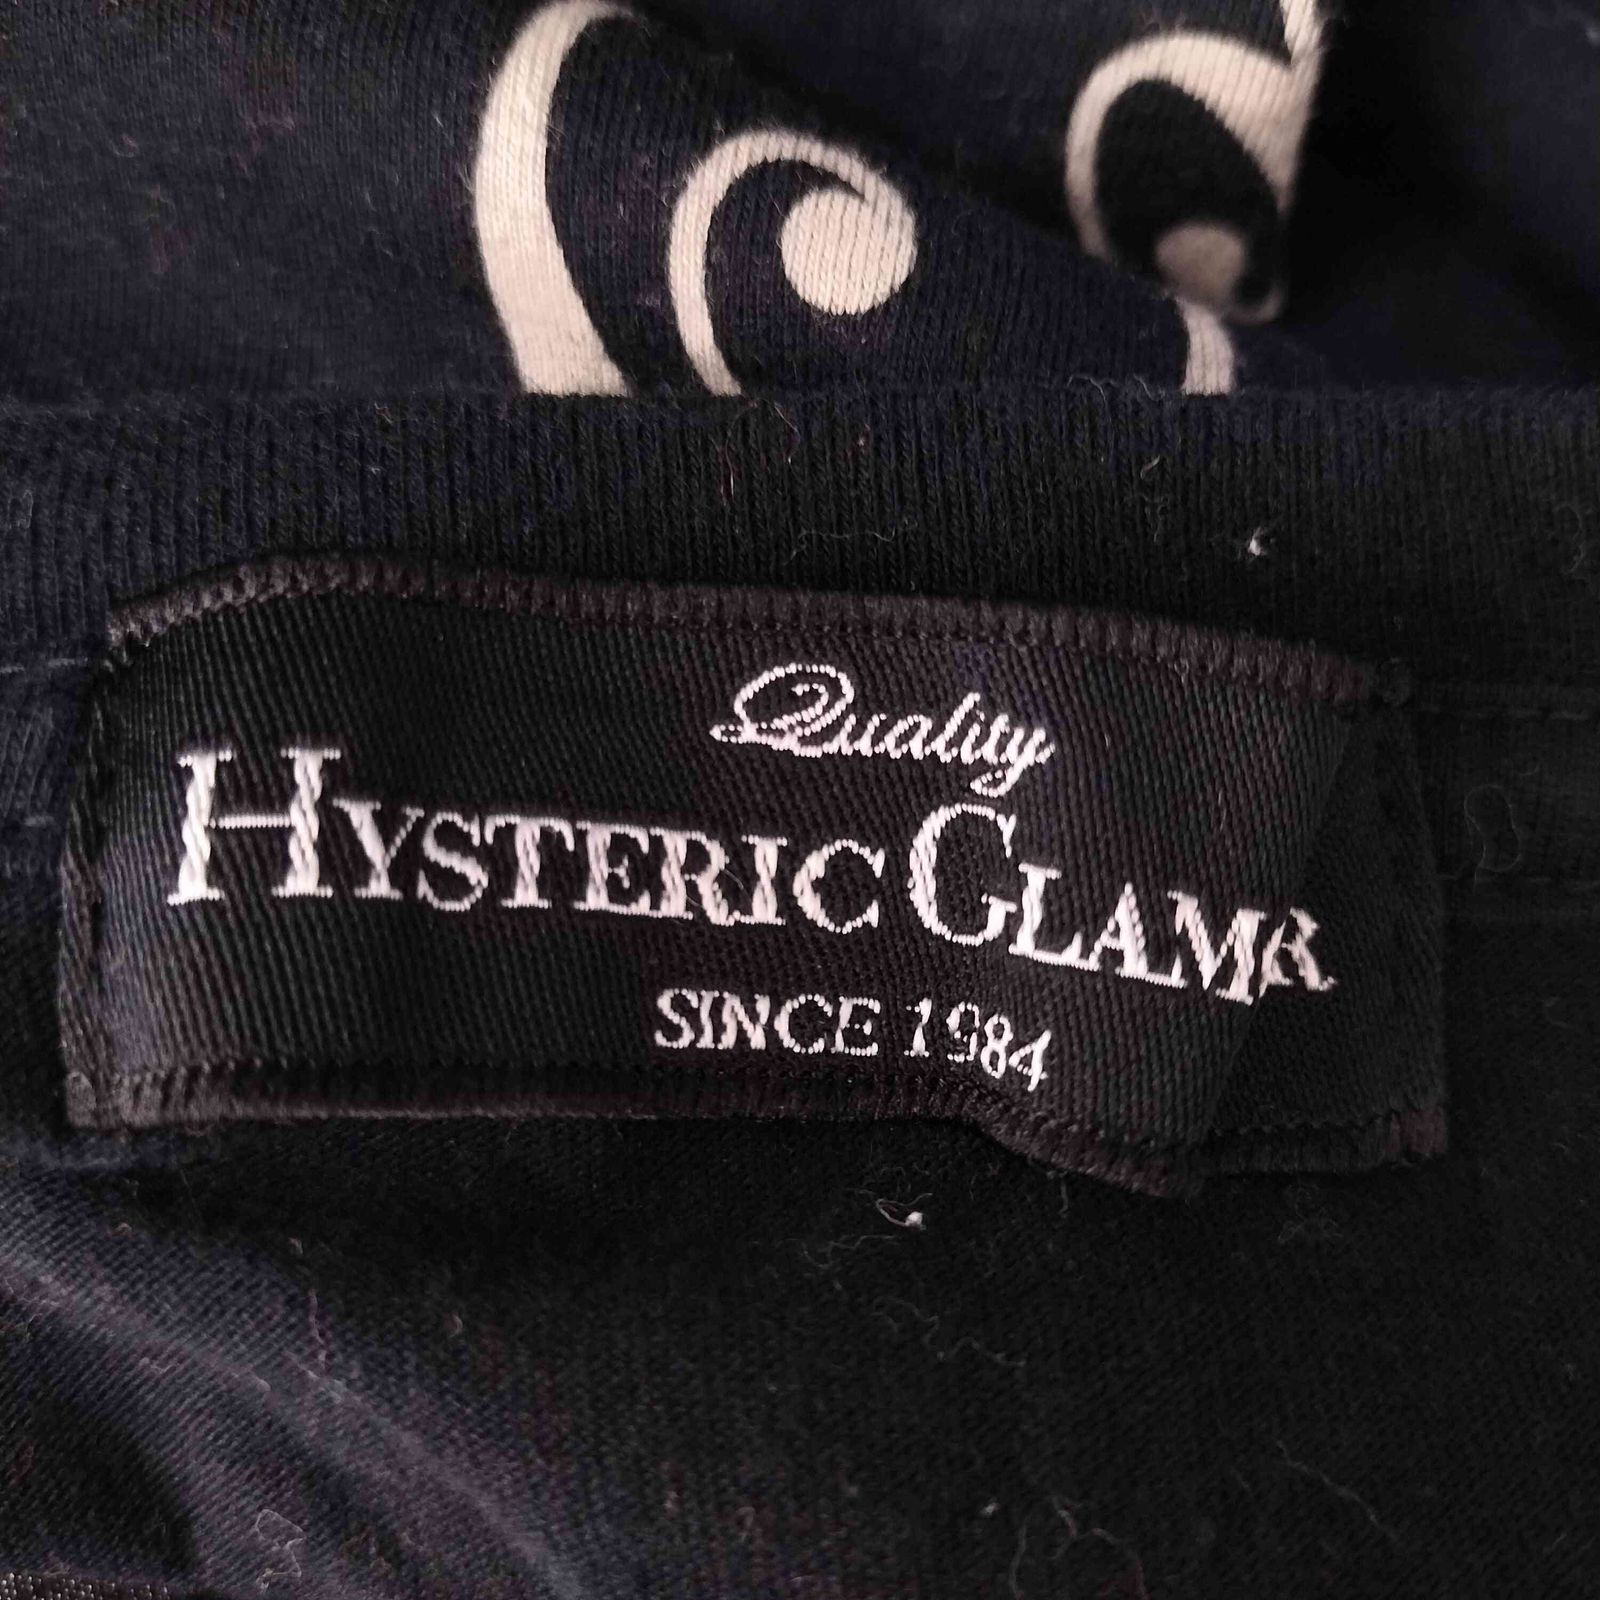 Quality
HYSTERIC GLAMR
SINCE 1984